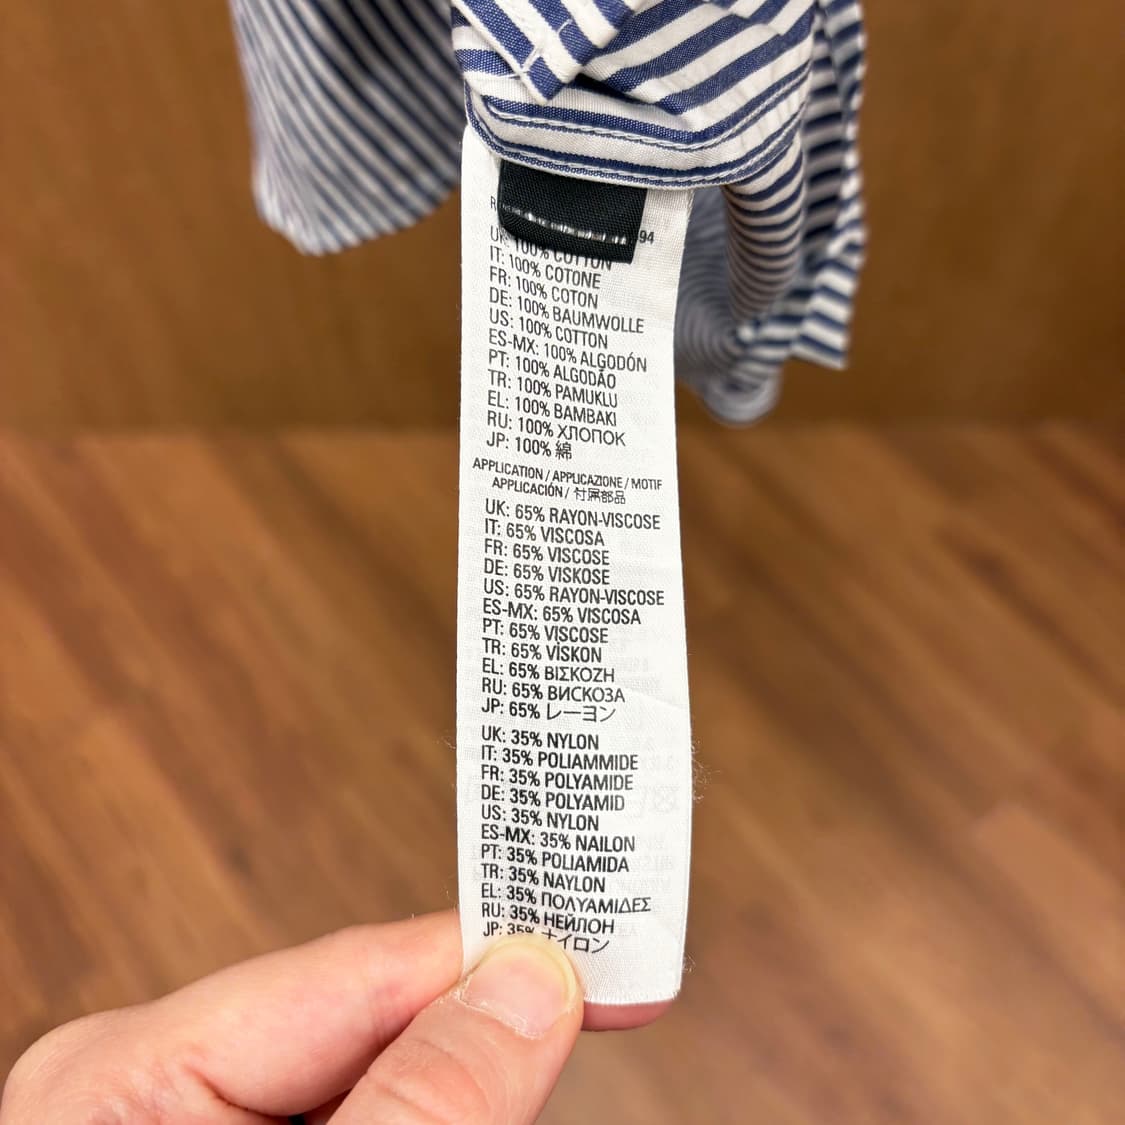 94
UK: 100% COTTON
IT: 100% COTONE
FR: 100% COTON
DE: 100% BAUMWOLLE
US: 100% COTTON
ES-MX: 100% ALGODÓN
PT: 100% ALGODÃO
TR: 100% PAMUKLU
EL: 100% BAMBAKI
RU: 100% ХЛОПОК
JP: 100% 綿
APPLICATION / APPLICAZIONE / MOTIF
APPLICACIÓN / 付属部品
UK: 65% RAYON-VISCOSE
IT: 65% VISCOSA
FR: 65% VISCOSE
DE: 65% VISKOSE
US: 65% RAYON-VISCOSE
ES-MX: 65% VISCOSA
PT: 65% VISCOSE
TR: 65% VİSKON
EL: 65% ΒΙΣΚΟΖΗ
RU: 65% ВИСКОЗА
JP: 65% レーヨン
UK: 35% NYLON
IT: 35% POLIAMMIDE
FR: 35% POLYAMIDE
DE: 35% POLYAMID
US: 35% NYLON
ES-MX: 35% NAILON
PT: 35% POLIAMIDA
TR: 35% NAYLON
EL: 35% ΠΟΛΥΑΜΙΔΕΣ
RU: 35% НЕЙЛОН
JP: 35% ナイロン